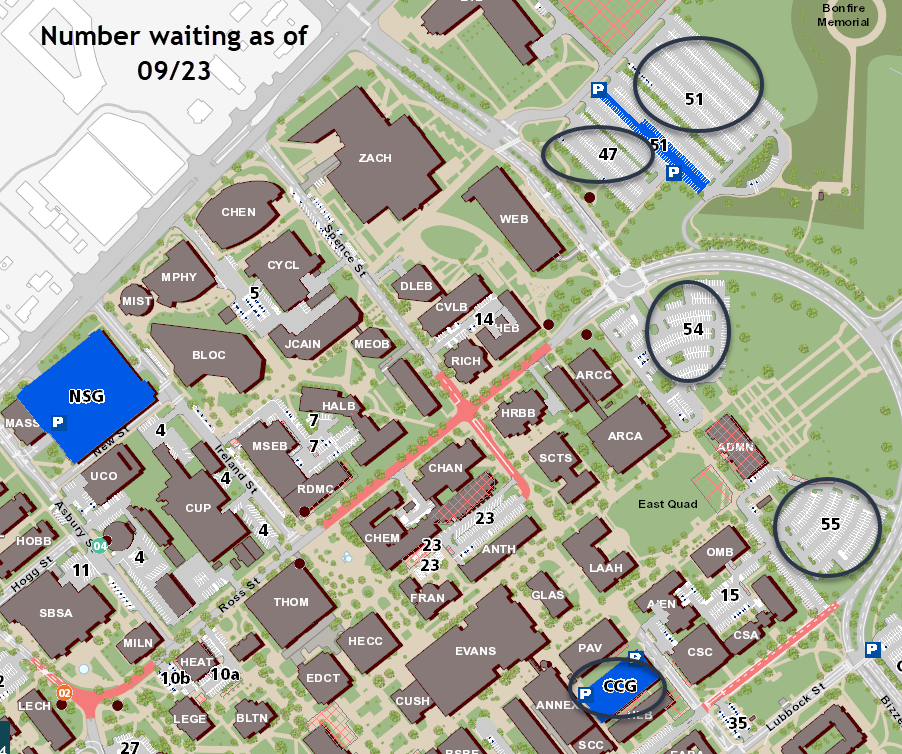 Number waiting as of
09/23
Bonfire
Memorial
51
P
51
47
P
ZACH
CHEN
WEB
Spence St
CYCL
MPHY
DLEB
5
MIST
CVLB
14
HEB
54
JCAIN
MEOB
BLOC
RICH
ARCC
NSG
HALB
HRBB
MASS
P
7
4
New St
MSEB
7
ARCA
ADMN
SCTS
CHAN
UCO
Ireland St
4
RDMC
East Quad
CUP
23
55
Asbury St
4
CHEM
HOBB
04
4
23
ANTH
OMB
23
Hogg St
11
LAAH
15
Ross St
FRAN
GLAS
A'EN
SBSA
THOM
MILN
HECC
CSA
EVANS
PAV
CSC
P
P
HEAT
10b
10a
EDCT
CCG
P
02
CUSH
ANNEX
LECH
LEGE
BLTN
HLB
35
Lubbock St
27
SCC